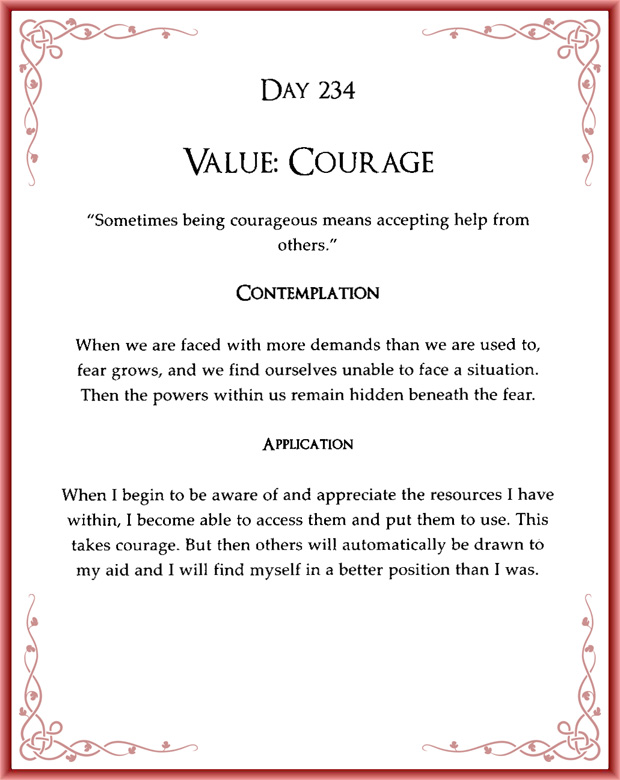 Day 234
Value: Courage
“Sometimes being courageous means accepting help from
others.”
Contemplation
When we are faced with more demands than we are used to,
fear grows, and we find ourselves unable to face a situation.
Then the powers within us remain hidden beneath the fear.
Application
When I begin to be aware of and appreciate the resources I have
within, I become able to access them and put them to use. This
takes courage. But then others will automatically be drawn to
my aid and I will find myself in a better position than I was.